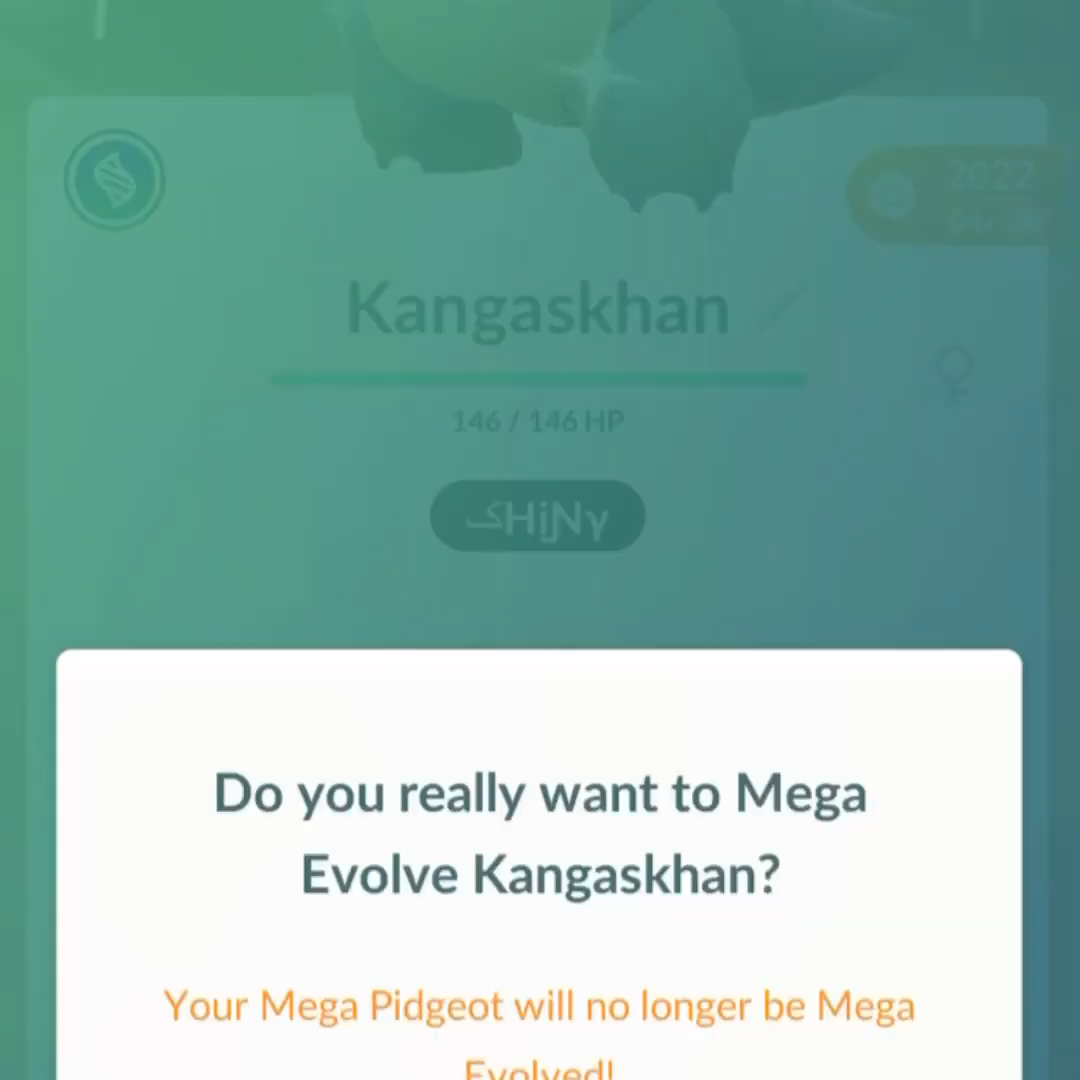 2022
Kangaskhan
146 / 146 HP
Do you really want to Mega
Evolve Kangaskhan?
Your Mega Pidgeot will no longer be Mega
Evolved!